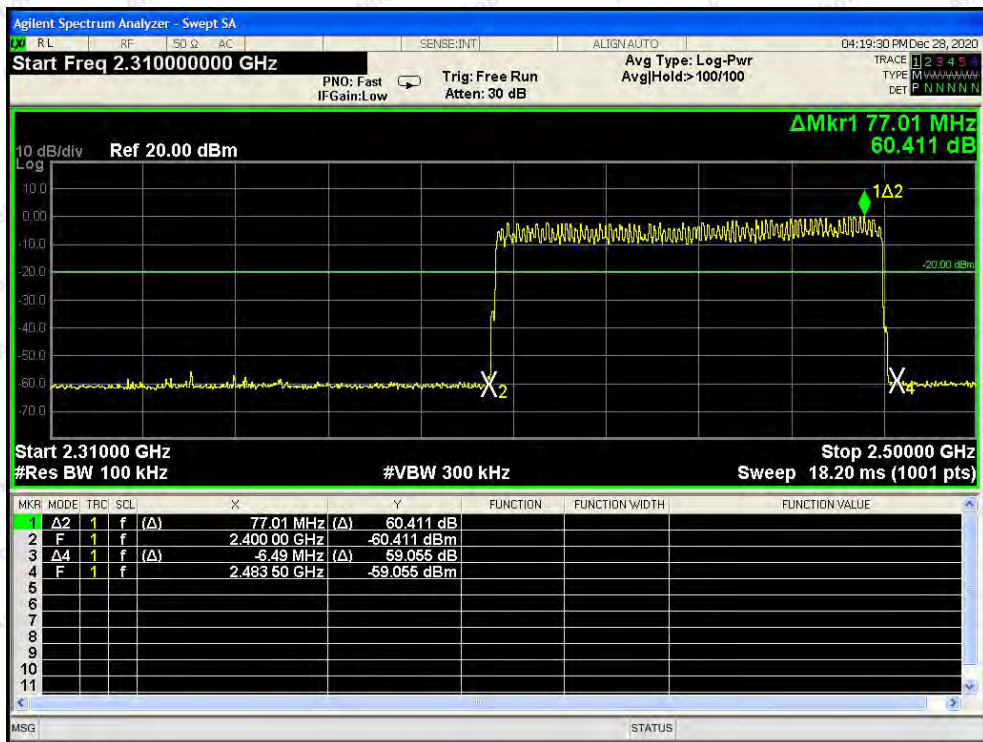 Agilent Spectrum Analyzer - Swept SA
LXI RL RF 50 Ω AC SENSE:INT ALIGN AUTO 04:19:30 PM Dec 28, 2020
Start Freq 2.310000000 GHz
PNO: Fast
IFGain:Low
Trig: Free Run
Atten: 30 dB
Avg Type: Log-Pwr
Avg|Hold:>100/100
TRACE 1 2 3 4 5 6
TYPE M W W W W W
DET P N N N N N
ΔMkr1 77.01 MHz
60.411 dB
10 dB/div Ref 20.00 dBm
Log
10.0
0.00
-10.0
-20.0
-30.0
-40.0
-50.0
-60.0
-70.0
1Δ2
-20.00 dBm
2
4
Start 2.31000 GHz Stop 2.50000 GHz
#Res BW 100 kHz #VBW 300 kHz Sweep 18.20 ms (1001 pts)
MKR MODE TRC SCL X Y FUNCTION FUNCTION WIDTH FUNCTION VALUE
1 Δ2 1 f (Δ) 77.01 MHz (Δ) 60.411 dB
2 F 1 f 2.400 00 GHz -60.411 dBm
3 Δ4 1 f (Δ) -6.49 MHz (Δ) 59.055 dB
4 F 1 f 2.483 50 GHz -59.055 dBm
5
6
7
8
9
10
11
MSG STATUS